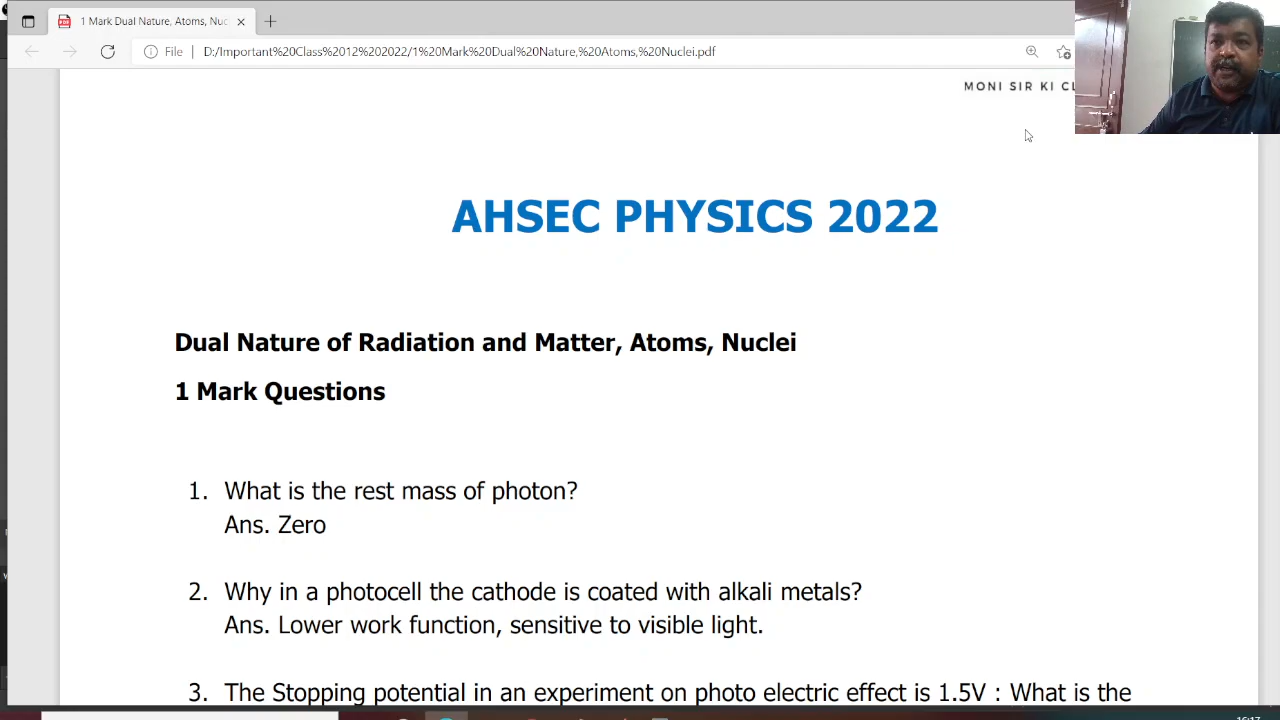 1 Mark Dual Nature, Atoms, Nuc
File | D:/Important%20Class%2012%202022/1%20Mark%20Dual%20Nature,%20Atoms,%20Nuclei.pdf
MONI SIR KI CL
AHSEC PHYSICS 2022
Dual Nature of Radiation and Matter, Atoms, Nuclei
1 Mark Questions
1. What is the rest mass of photon?
Ans. Zero
2. Why in a photocell the cathode is coated with alkali metals?
Ans. Lower work function, sensitive to visible light.
3. The Stopping potential in an experiment on photo electric effect is 1.5V : What is the